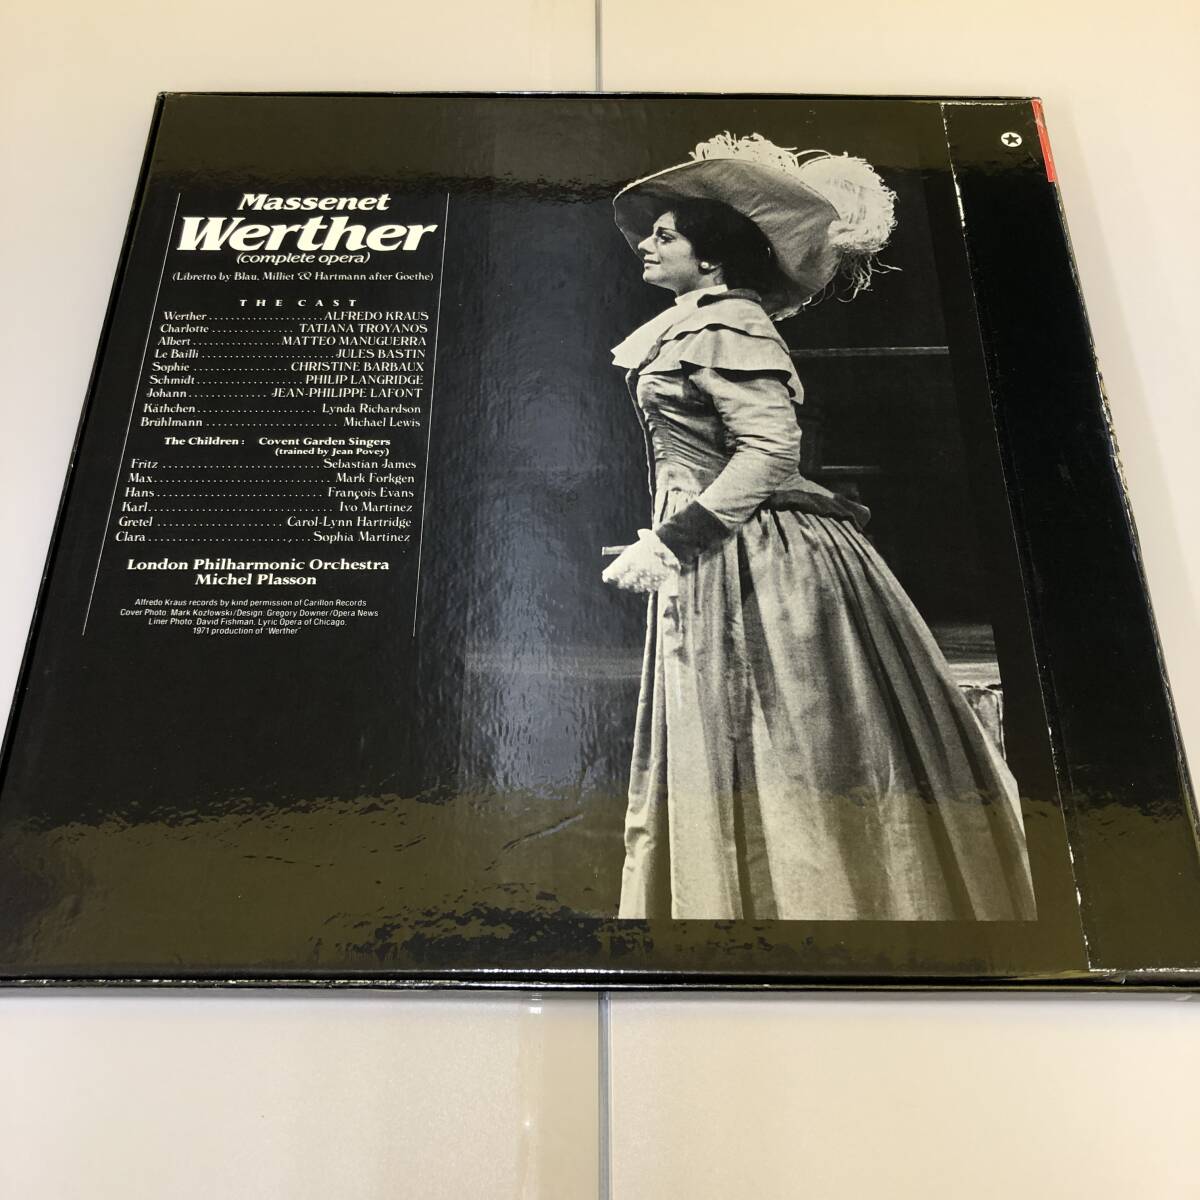 Massenet
Werther
(complete opera)
(Libretto by Blau, Milliet & Hartmann after Goethe)
THE CAST
Werther ................... ALFREDO KRAUS
Charlotte .............. TATIANA TROYANOS
Albert ............... MATTEO MANUGUERRA
Le Bailli ....................... JULES BASTIN
Sophie ................ CHRISTINE BARBAUX
Schmidt .................. PHILIP LANGRIDGE
Johann ............. JEAN-PHILIPPE LAFONT
Käthchen .................... Lynda Richardson
Brühlmann ...................... Michael Lewis
The Children: Covent Garden Singers
(trained by Jean Povey)
Fritz ........................... Sebastian James
Max ............................. Mark Forkgen
Hans ............................ François Evans
Karl ................................ Ivo Martinez
Gretel ..................... Carol-Lynn Hartridge
Clara ........................... Sophia Martinez
London Philharmonic Orchestra
Michel Plasson
Alfredo Kraus records by kind permission of Carillon Records
Cover Photo: Mark Kozlowski/Design: Gregory Downer/Opera News
Liner Photo: David Fishman, Lyric Opera of Chicago,
1971 production of "Werther"